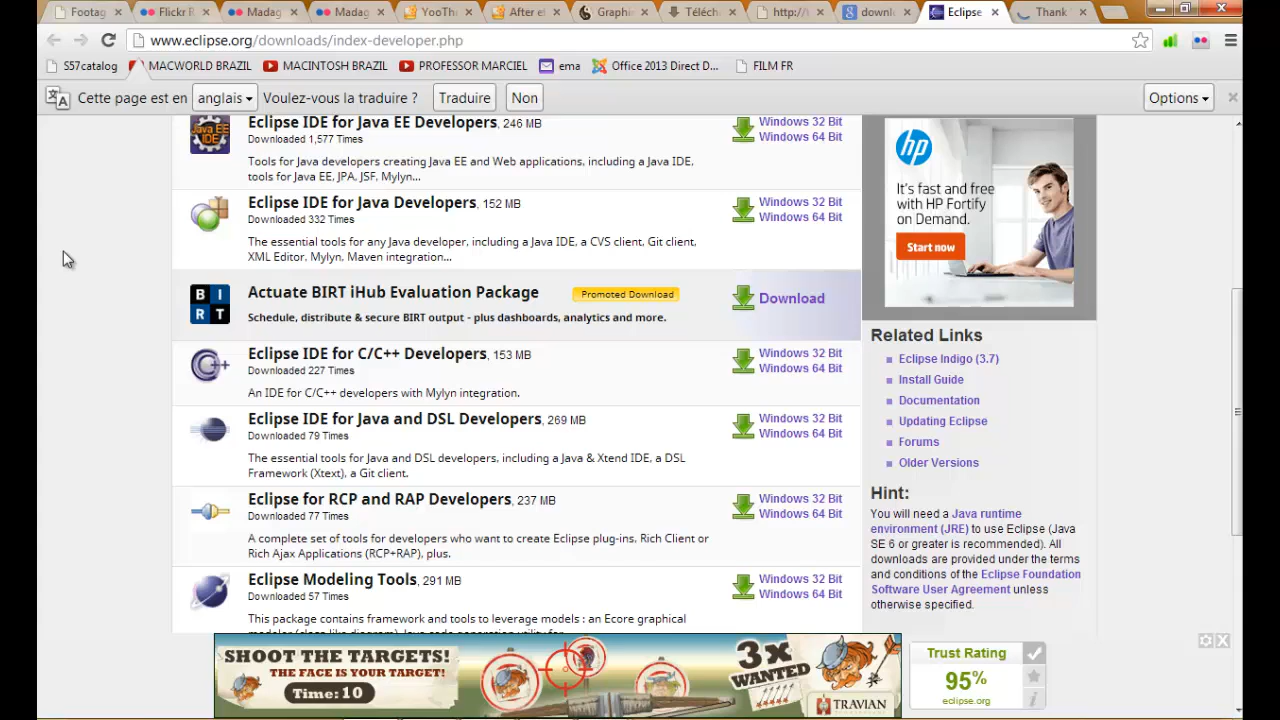 Footag
Flickr R
Madag
Madag
YooTh
After e
Graphi
Téléch
http://
downl
Eclipse
Thank
www.eclipse.org/downloads/index-developer.php
S57catalog
MACWORLD BRAZIL
MACINTOSH BRAZIL
PROFESSOR MARCIEL
ema
Office 2013 Direct D...
FILM FR
Cette page est en anglais Voulez-vous la traduire ? Traduire Non Options
Eclipse IDE for Java EE Developers, 246 MB
Downloaded 1,577 Times
Tools for Java developers creating Java EE and Web applications, including a Java IDE,
tools for Java EE, JPA, JSF, Mylyn...
Windows 32 Bit
Windows 64 Bit
Java EE
IDE
Eclipse IDE for Java Developers, 152 MB
Downloaded 332 Times
The essential tools for any Java developer, including a Java IDE, a CVS client, Git client,
XML Editor, Mylyn, Maven integration...
Windows 32 Bit
Windows 64 Bit
B I
R T
Actuate BIRT iHub Evaluation Package
Promoted Download
Schedule, distribute & secure BIRT output - plus dashboards, analytics and more.
Download
Eclipse IDE for C/C++ Developers, 153 MB
Downloaded 227 Times
An IDE for C/C++ developers with Mylyn integration.
Windows 32 Bit
Windows 64 Bit
Eclipse IDE for Java and DSL Developers, 269 MB
Downloaded 79 Times
The essential tools for Java and DSL developers, including a Java & Xtend IDE, a DSL
Framework (Xtext), a Git client.
Windows 32 Bit
Windows 64 Bit
Eclipse for RCP and RAP Developers, 237 MB
Downloaded 77 Times
A complete set of tools for developers who want to create Eclipse plug-ins, Rich Client or
Rich Ajax Applications (RCP+RAP), plus.
Windows 32 Bit
Windows 64 Bit
Eclipse Modeling Tools, 291 MB
Downloaded 57 Times
This package contains framework and tools to leverage models : an Ecore graphical
Windows 32 Bit
Windows 64 Bit
hp
It's fast and free
with HP Fortify
on Demand.
Start now
Related Links
Eclipse Indigo (3.7)
Install Guide
Documentation
Updating Eclipse
Forums
Older Versions
Hint:
You will need a Java runtime
environment (JRE) to use Eclipse (Java
SE 6 or greater is recommended). All
downloads are provided under the terms
and conditions of the Eclipse Foundation
Software User Agreement unless
otherwise specified.
SHOOT THE TARGETS!
THE FACE IS YOUR TARGET!
Time:10
3X
WANTED
TRAVIAN
Trust Rating
95%
eclipse.org